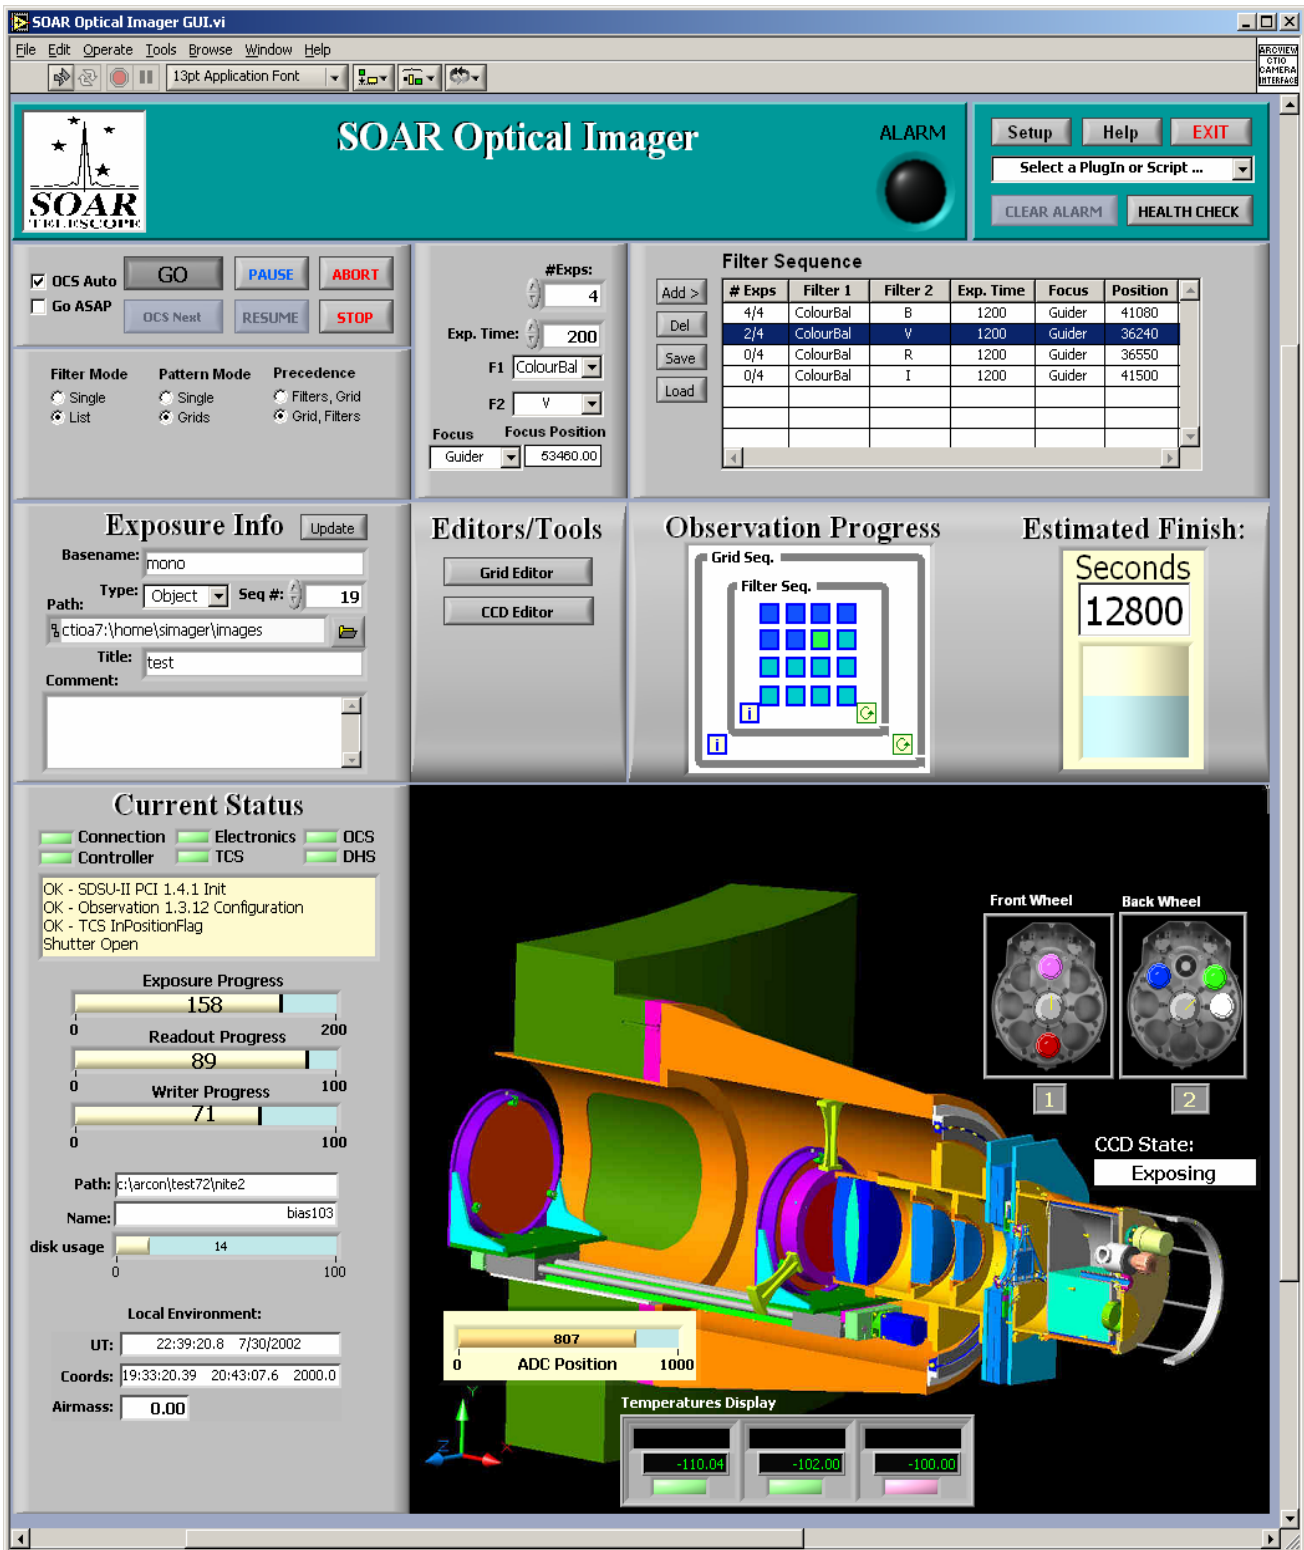 SOAR Optical Imager GUI.vi
File Edit Operate Tools Browse Window Help
ARCVIEW
CTIO
CAMERA
INTERFACE
13pt Application Font
SOAR
TELESCOPE
SOAR Optical Imager
ALARM
Setup Help EXIT
Select a PlugIn or Script ...
CLEAR ALARM HEALTH CHECK
OCS Auto GO PAUSE ABORT
Go ASAP OCS Next RESUME STOP
Filter Mode Pattern Mode Precedence
Single Single Filters, Grid
List Grids Grid, Filters
#Exps:
4
Exp. Time: 200
F1 ColourBal
F2 V
Focus Focus Position
Guider 53460.00
Filter Sequence
Add >
Del
Save
Load
# Exps Filter 1 Filter 2 Exp. Time Focus Position
4/4 ColourBal B 1200 Guider 41080
2/4 ColourBal V 1200 Guider 36240
0/4 ColourBal R 1200 Guider 36550
0/4 ColourBal I 1200 Guider 41500
Exposure Info Update
Basename: mono
Type: Object Seq #: 19
Path:
ctioa7:\home\simager\images
Title: test
Comment:
Editors/Tools
Grid Editor
CCD Editor
Observation Progress
Grid Seq.
Filter Seq.
i
i
Estimated Finish:
Seconds
12800
Current Status
Connection Electronics OCS
Controller TCS DHS
OK - SDSU-II PCI 1.4.1 Init
OK - Observation 1.3.12 Configuration
OK - TCS InPositionFlag
Shutter Open
Exposure Progress
158
0 200
Readout Progress
89
0 100
Writer Progress
71
0 100
Path: c:\arcon\test72\nite2
Name: bias103
disk usage 14
0 100
Local Environment:
UT: 22:39:20.8 7/30/2002
Coords: 19:33:20.39 20:43:07.6 2000.0
Airmass: 0.00
Front Wheel Back Wheel
1 2
CCD State:
Exposing
807
0 ADC Position 1000
Y
Z X
Temperatures Display
-110.04 -102.00 -100.00